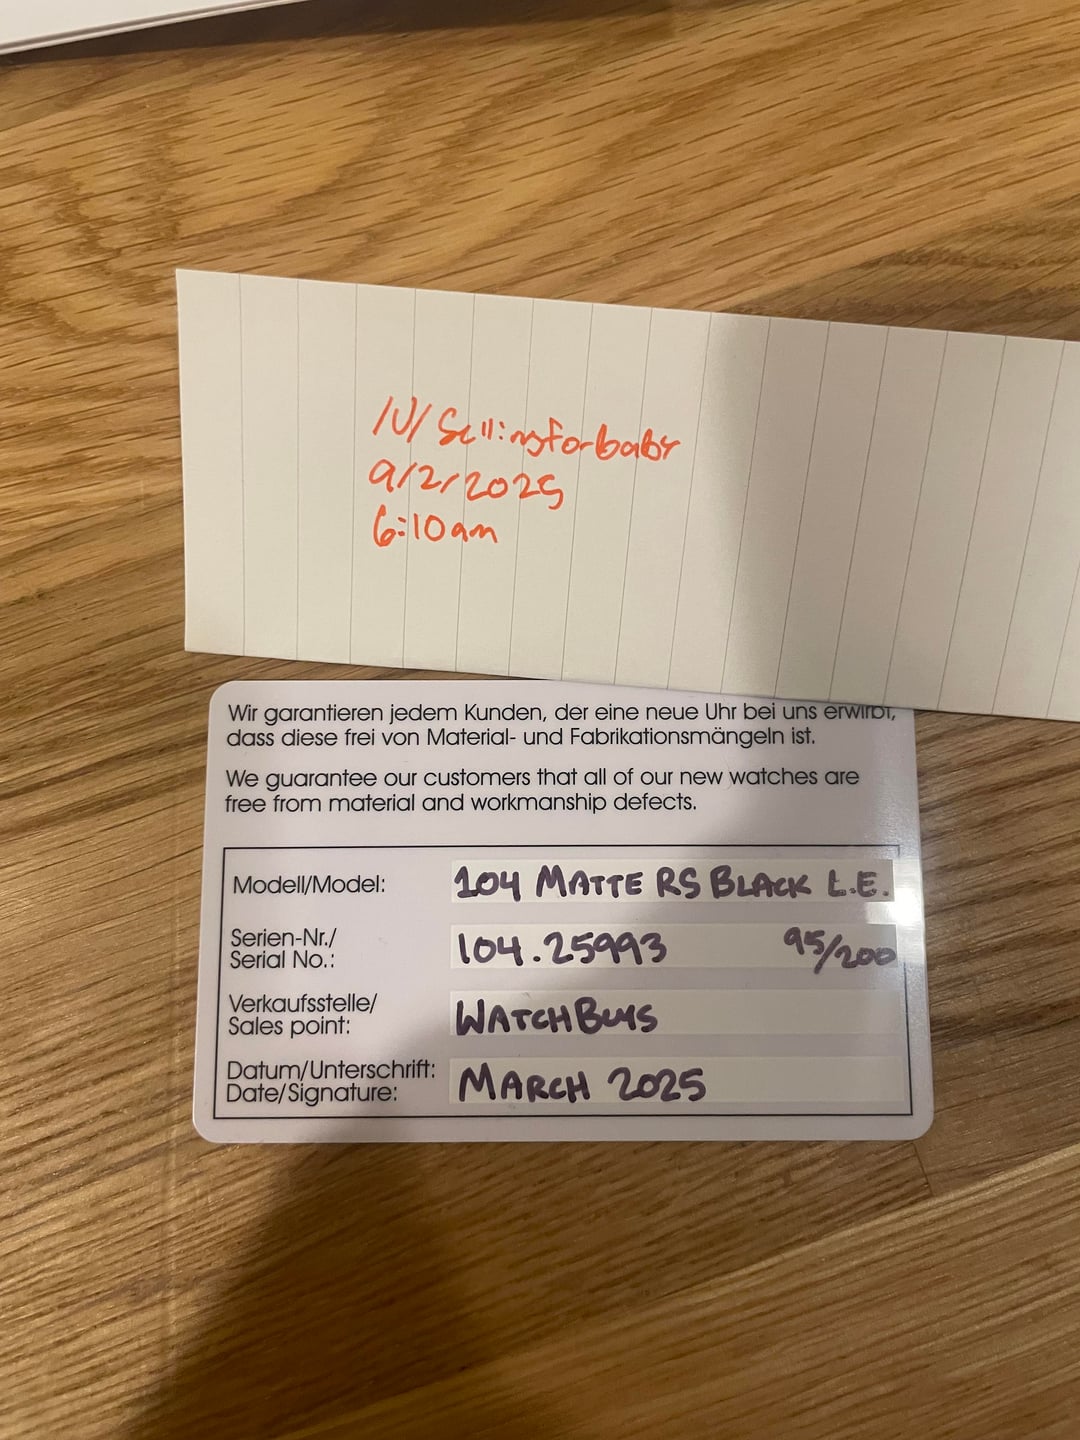 /U/Sellingforbaby
9/2/2025
6:10am
Wir garantieren jedem Kunden, der eine neue Uhr bei uns erwirbt,
dass diese frei von Material- und Fabrikationsmängeln ist.
We guarantee our customers that all of our new watches are
free from material and workmanship defects.
Modell/Model: 104 MATTE RS BLACK L.E.
Serien-Nr./
Serial No.: 104.25993 95/200
Verkaufsstelle/
Sales point: WATCHBUYS
Datum/Unterschrift:
Date/Signature: MARCH 2025